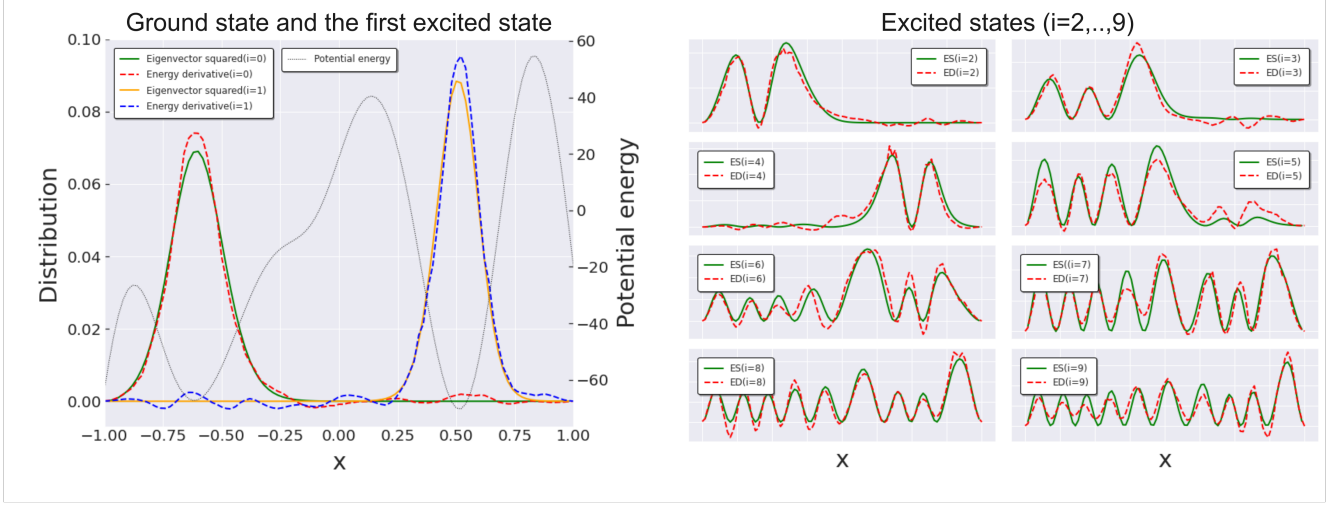 Ground state and the first excited state
Excited states (i=2,..,9)
0.10
0.08
0.06
0.04
0.02
0.00
Distribution
Eigenvector squared(i=0)
Energy derivative(i=0)
Eigenvector squared(i=1)
Energy derivative(i=1)
Potential energy
60
40
20
0
−20
−40
−60
Potential energy
−1.00 −0.75 −0.50 −0.25 0.00 0.25 0.50 0.75 1.00
x
ES(i=2)
ED(i=2)
ES(i=3)
ED(i=3)
ES(i=4)
ED(i=4)
ES(i=5)
ED(i=5)
ES(i=6)
ED(i=6)
ES((i=7)
ED(i=7)
ES(i=8)
ED(i=8)
ES(i=9)
ED(i=9)
x
x